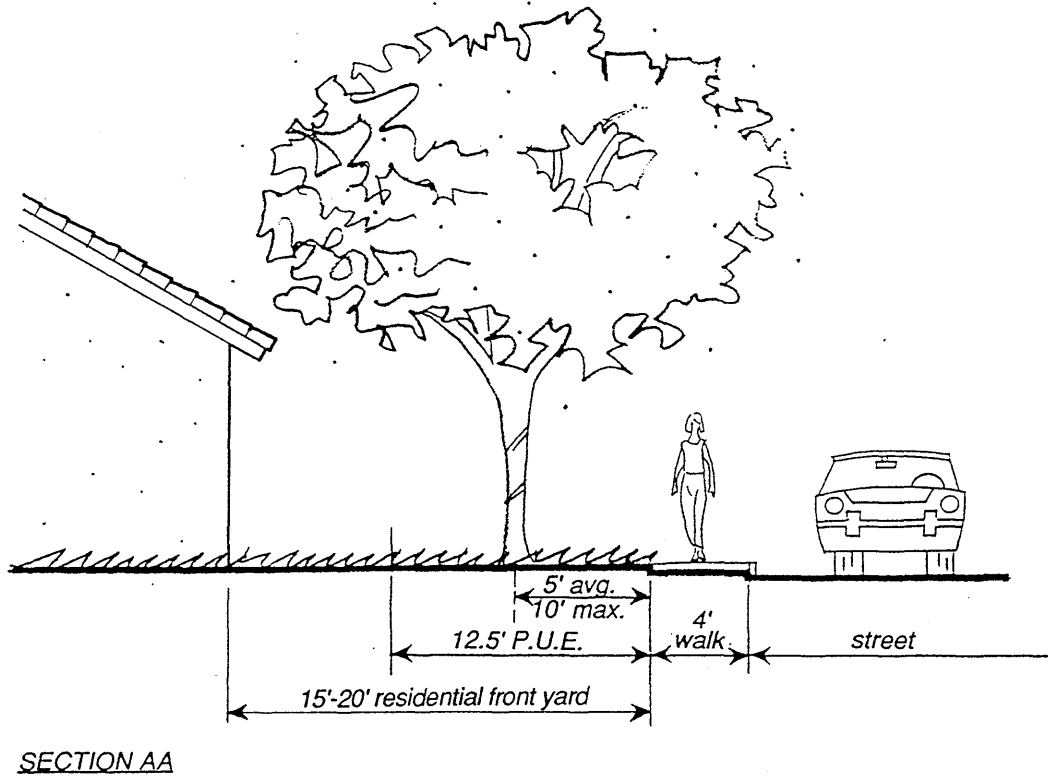 5' avg.
10' max.
4'
12.5' P.U.E.
walk
street
15'-20' residential front yard
SECTION AA